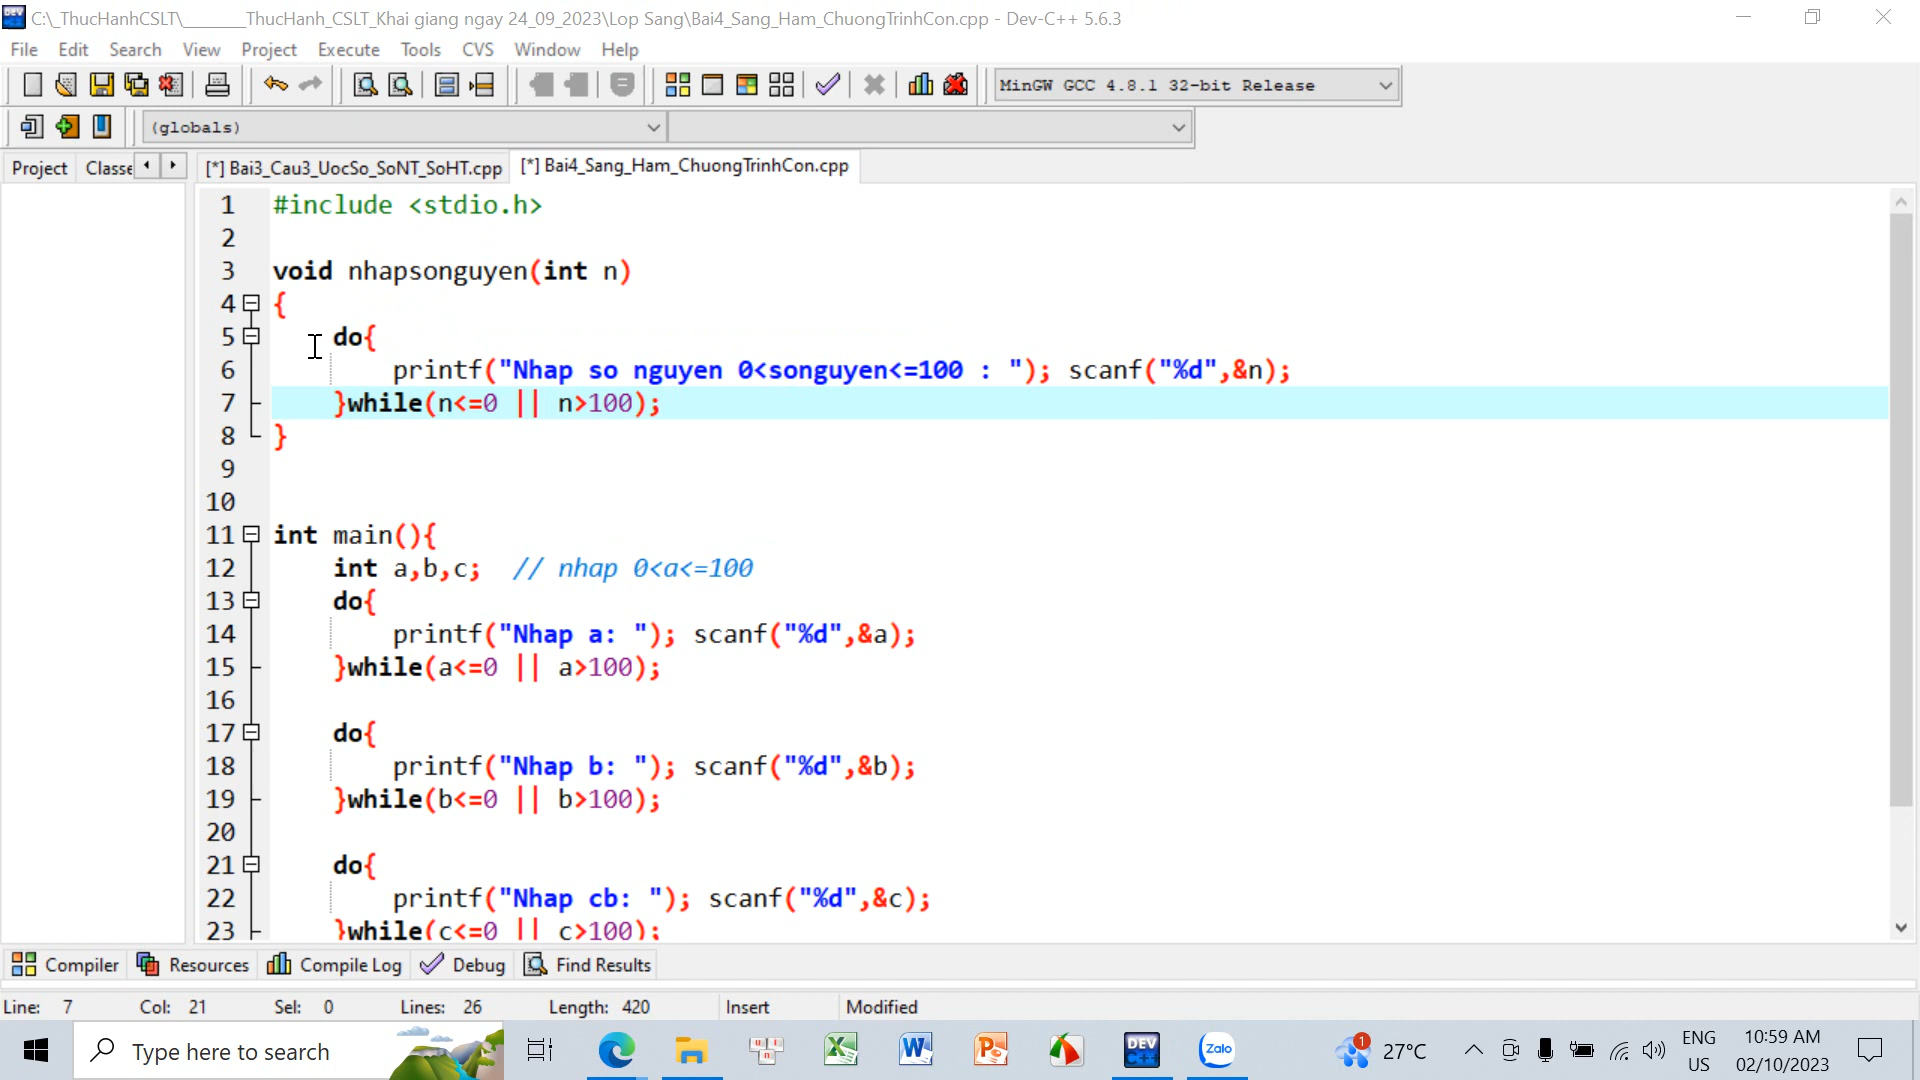 C:\_ThucHanhCSLT\_______ThucHanh_CSLT_Khai giang ngay 24_09_2023\Lop Sang\Bai4_Sang_Ham_ChuongTrinhCon.cpp - Dev-C++ 5.6.3
File Edit Search View Project Execute Tools CVS Window Help
MinGW GCC 4.8.1 32-bit Release
(globals)
Project Classe [*] Bai3_Cau3_UocSo_SoNT_SoHT.cpp [*] Bai4_Sang_Ham_ChuongTrinhCon.cpp
1 #include <stdio.h>
2
3 void nhapsonguyen(int n)
4 {
5 do{
6 printf("Nhap so nguyen 0<songuyen<=100 : "); scanf("%d",&n);
7 }while(n<=0 || n>100);
8 }
9
10
11 int main(){
12 int a,b,c; // nhap 0<a<=100
13 do{
14 printf("Nhap a: "); scanf("%d",&a);
15 }while(a<=0 || a>100);
16
17 do{
18 printf("Nhap b: "); scanf("%d",&b);
19 }while(b<=0 || b>100);
20
21 do{
22 printf("Nhap cb: "); scanf("%d",&c);
23 }while(c<=0 || c>100);
Compiler Resources Compile Log Debug Find Results
Line: 7 Col: 21 Sel: 0 Lines: 26 Length: 420 Insert Modified
Type here to search DEV C++ Zalo 1 27°C ENG 10:59 AM
US 02/10/2023